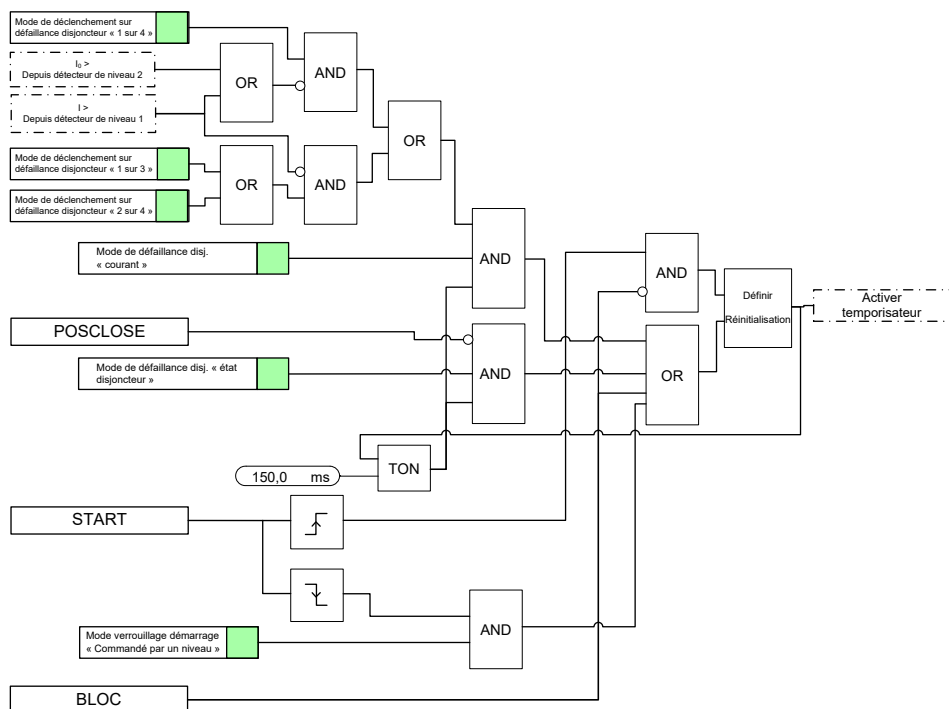 Mode de déclenchement sur
défaillance disjoncteur « 1 sur 4 »
I₀ >
Depuis détecteur de niveau 2
I >
Depuis détecteur de niveau 1
Mode de déclenchement sur
défaillance disjoncteur « 1 sur 3 »
Mode de déclenchement sur
défaillance disjoncteur « 2 sur 4 »
OR
AND
OR
AND
OR
Mode de défaillance disj.
« courant »
AND
AND
Définir
Réinitialisation
Activer
temporisateur
POSCLOSE
Mode de défaillance disj. « état
disjoncteur »
AND
OR
TON
150,0 ms
START
Mode verrouillage démarrage
« Commandé par un niveau »
AND
BLOC